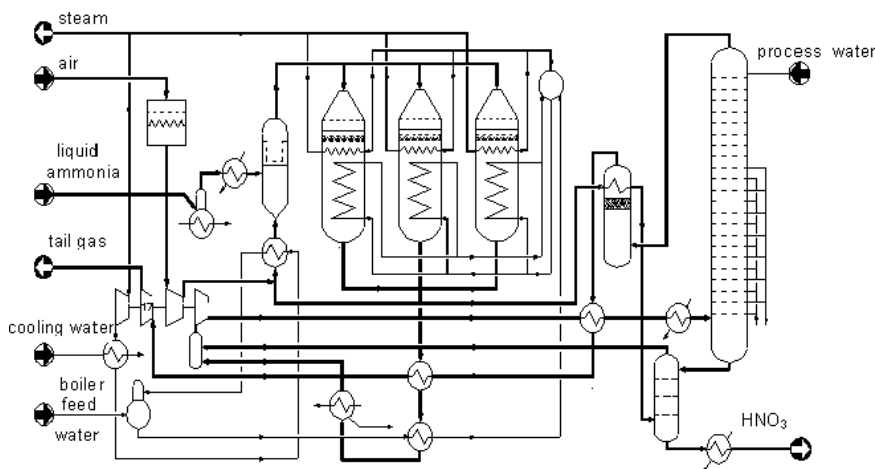 steam
air
process water
liquid
ammonia
tail gas
cooling water
boiler
feed
water
HNO₃